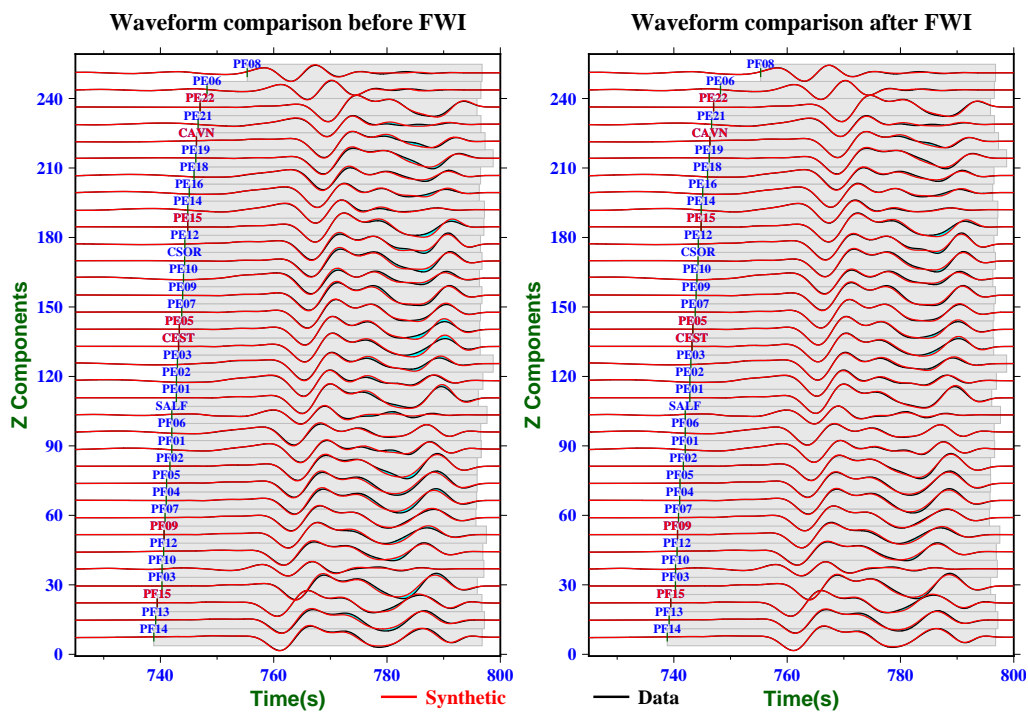 Waveform comparison before FWI
Z Components
240
210
180
150
120
90
60
30
0
PF08
PE06
PE22
PE21
CAVN
PE19
PE18
PE16
PE14
PE15
PE12
CSOR
PE10
PE09
PE07
PE05
CEST
PE03
PE02
PE01
SALF
PF06
PF01
PF02
PF05
PF04
PF07
PF09
PF12
PF10
PF03
PF15
PF13
PF14
740 760 780 800
Time(s)
Waveform comparison after FWI
Z Components
240
210
180
150
120
90
60
30
0
PF08
PE06
PE22
PE21
CAVN
PE19
PE18
PE16
PE14
PE15
PE12
CSOR
PE10
PE09
PE07
PE05
CEST
PE03
PE02
PE01
SALF
PF06
PF01
PF02
PF05
PF04
PF07
PF09
PF12
PF10
PF03
PF15
PF13
PF14
740 760 780 800
Time(s)
Synthetic
Data